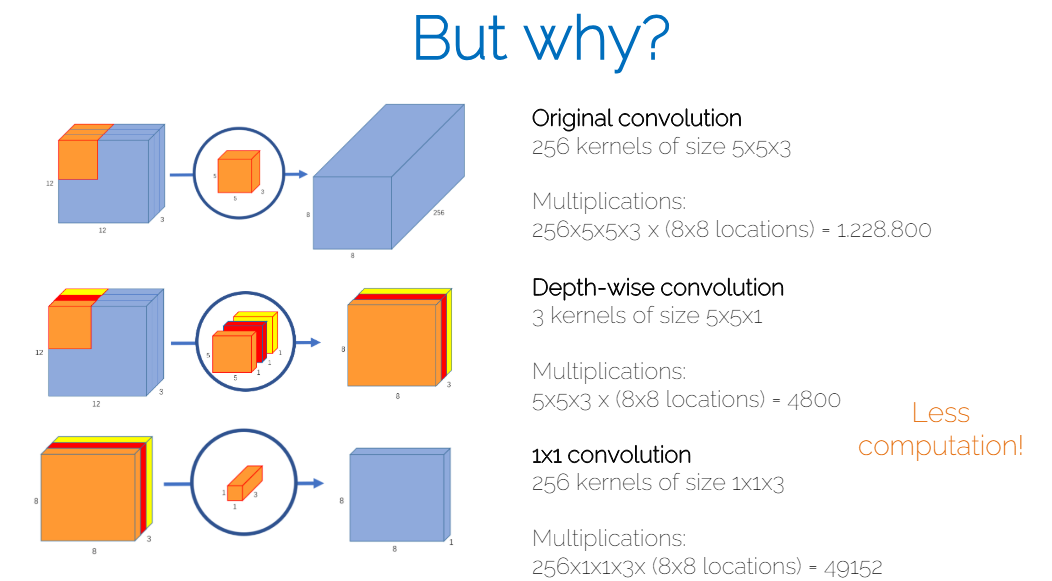 But why?
Original convolution
256 kernels of size 5x5x3
Multiplications:
256x5x5x3 x (8x8 locations) = 1.228.800
12
12
3
5
5
3
8
8
256
Depth-wise convolution
3 kernels of size 5x5x1
Multiplications:
5x5x3 x (8x8 locations) = 4800
12
12
3
5
5
1
1
1
8
8
3
Less
computation!
1x1 convolution
256 kernels of size 1x1x3
Multiplications:
256x1x1x3x (8x8 locations) = 49152
8
8
3
1
1
3
8
8
1